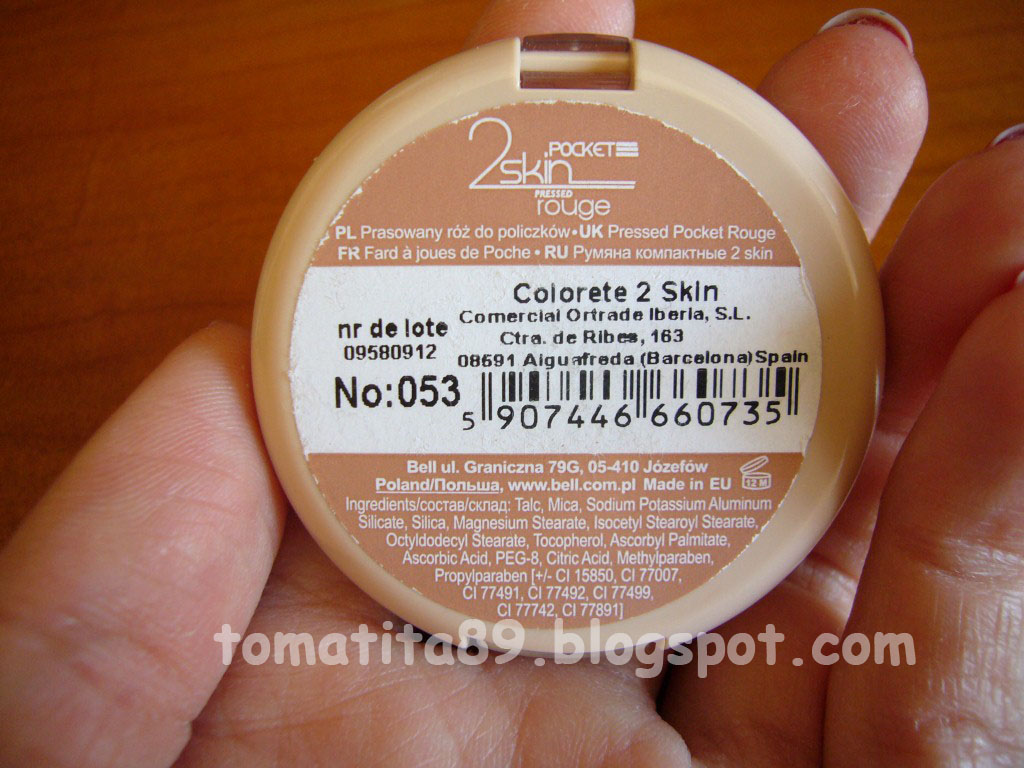 2skin POCKET
PRESSED
rouge
PL Prasowany róż do policzków • UK Pressed Pocket Rouge
FR Fard à joues de Poche • RU Румяна компактные 2 skin
Colorete 2 Skin
Comercial Ortrade Iberia, S.L.
Ctra. de Ribes, 163
08691 Aiguafreda (Barcelona) Spain
nr de lote
09580912
No:053
5 907446 660735
Bell ul. Graniczna 79G, 05-410 Józefów
Poland/Польша, www.bell.com.pl Made in EU
12 M
Ingredients/состав/склад: Talc, Mica, Sodium Potassium Aluminum
Silicate, Silica, Magnesium Stearate, Isocetyl Stearoyl Stearate,
Octyldodecyl Stearate, Tocopherol, Ascorbyl Palmitate,
Ascorbic Acid, PEG-8, Citric Acid, Methylparaben,
Propylparaben [+/- CI 15850, CI 77007,
CI 77491, CI 77492, CI 77499,
CI 77742, CI 77891]
tomatita89.blogspot.com